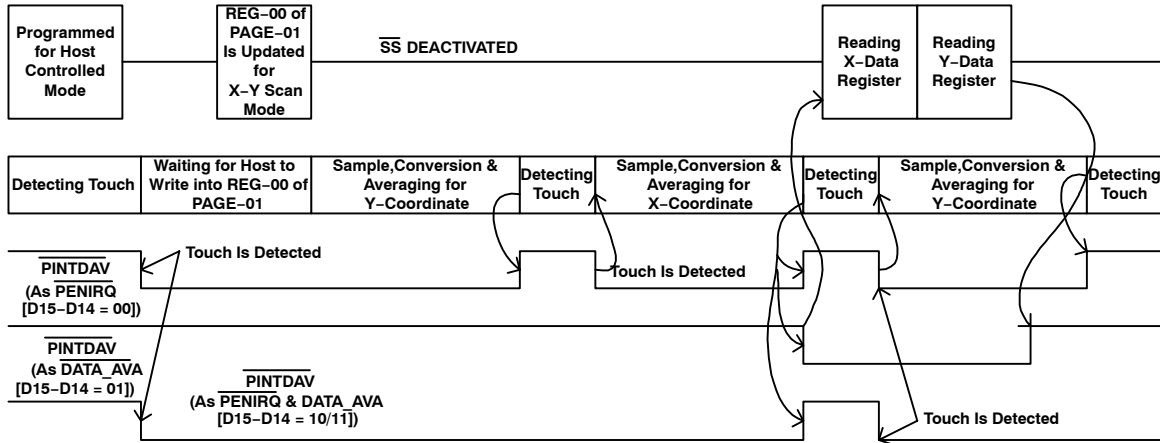 Programmed
for Host
Controlled
Mode
REG–00 of
PAGE–01
Is Updated
for
X–Y Scan
Mode
SS DEACTIVATED
Reading
X–Data
Register
Reading
Y–Data
Register
Detecting Touch
Waiting for Host to
Write into REG–00 of
PAGE–01
Sample,Conversion &
Averaging for
Y–Coordinate
Detecting
Touch
Sample,Conversion &
Averaging for
X–Coordinate
Detecting
Touch
Sample,Conversion &
Averaging for
Y–Coordinate
Detecting
Touch
Touch Is Detected
PINTDAV
(As PENIRQ
[D15–D14 = 00])
Touch Is Detected
PINTDAV
(As DATA_AVA
[D15–D14 = 01])
PINTDAV
(As PENIRQ & DATA_AVA
[D15–D14 = 10/11])
Touch Is Detected